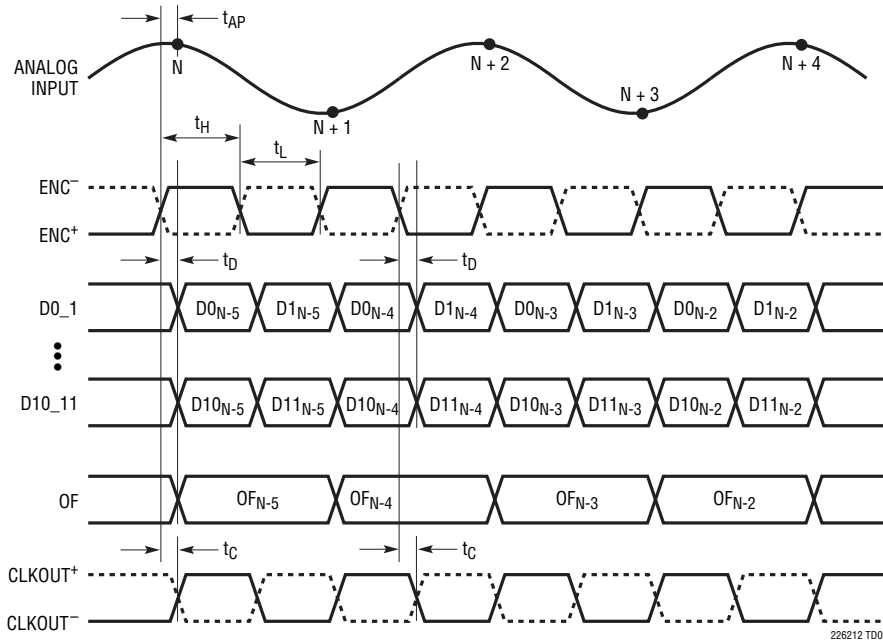 t_AP
ANALOG INPUT
N
N + 1
N + 2
N + 3
N + 4
t_H
t_L
ENC⁻
ENC⁺
t_D
t_D
D0_1
D0_N-5
D1_N-5
D0_N-4
D1_N-4
D0_N-3
D1_N-3
D0_N-2
D1_N-2
D10_11
D10_N-5
D11_N-5
D10_N-4
D11_N-4
D10_N-3
D11_N-3
D10_N-2
D11_N-2
OF
OF_N-5
OF_N-4
OF_N-3
OF_N-2
t_C
t_C
CLKOUT⁺
CLKOUT⁻
226212 TD0